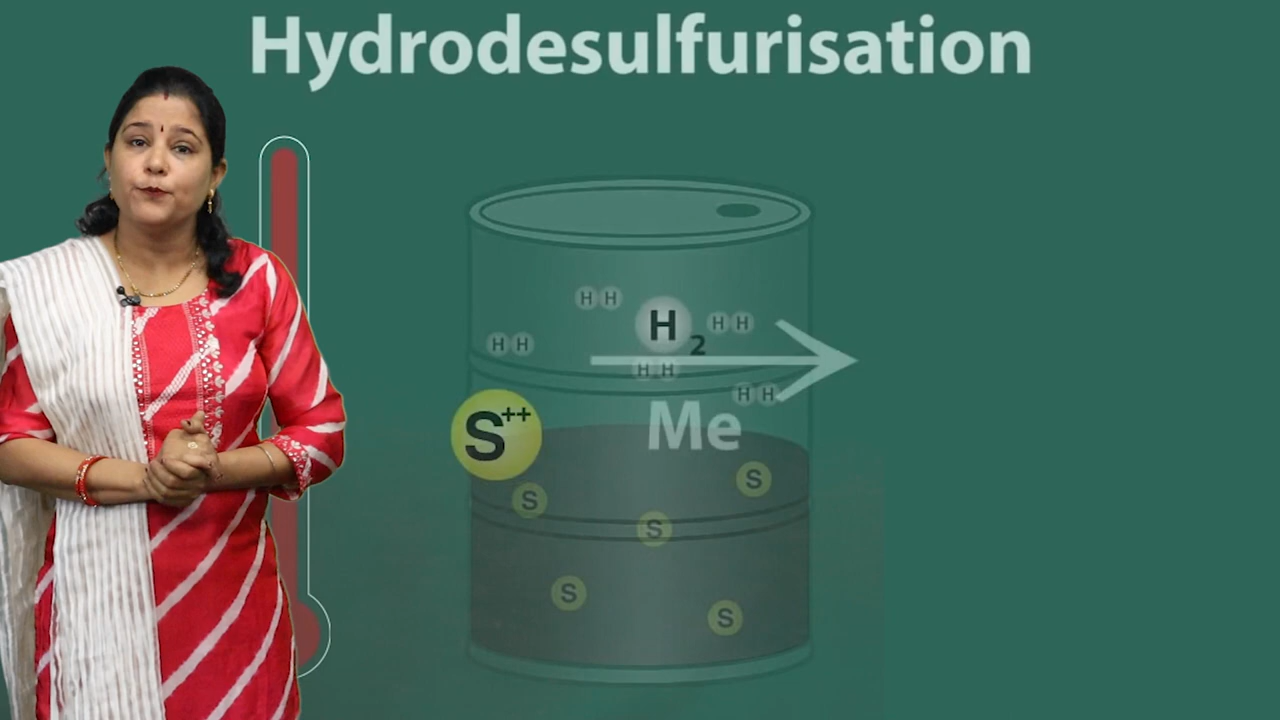 Hydrodesulfurisation
H H
H₂
H H
H H
H H
H H
S⁺⁺
Me
S
S
S
S
S